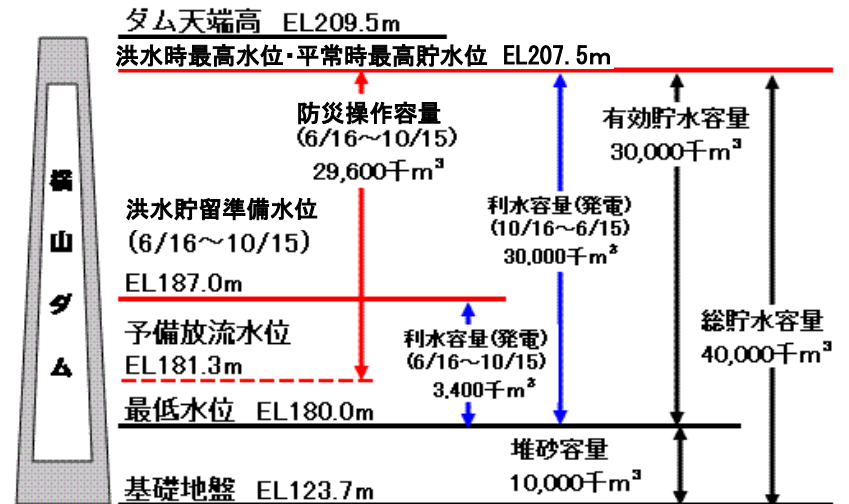 ダム天端高 EL209.5m
洪水時最高水位・平常時最高貯水位 EL207.5m
防災操作容量
(6/16～10/15)
29,600千m³
有効貯水容量
30,000千m³
横山ダム
洪水貯留準備水位
(6/16～10/15)
EL187.0m
利水容量(発電)
(10/16～6/15)
30,000千m³
予備放流水位
EL181.3m
利水容量(発電)
(6/16～10/15)
3,400千m³
総貯水容量
40,000千m³
最低水位 EL180.0m
堆砂容量
10,000千m³
基礎地盤 EL123.7m